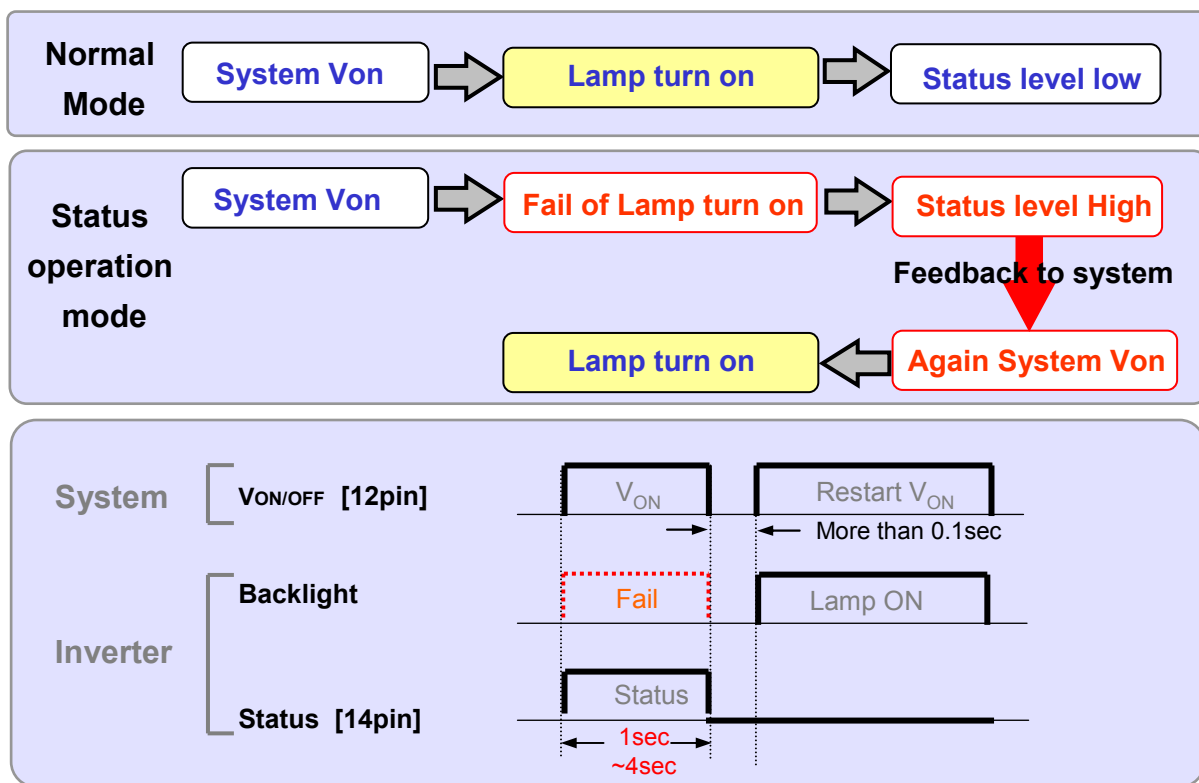 Normal
Mode
System Von
Lamp turn on
Status level low
Status
operation
mode
System Von
Fail of Lamp turn on
Status level High
Feedback to system
Lamp turn on
Again System Von
System
VON/OFF [12pin]
VON
Restart VON
More than 0.1sec
Inverter
Backlight
Fail
Lamp ON
Status [14pin]
Status
1sec
~4sec